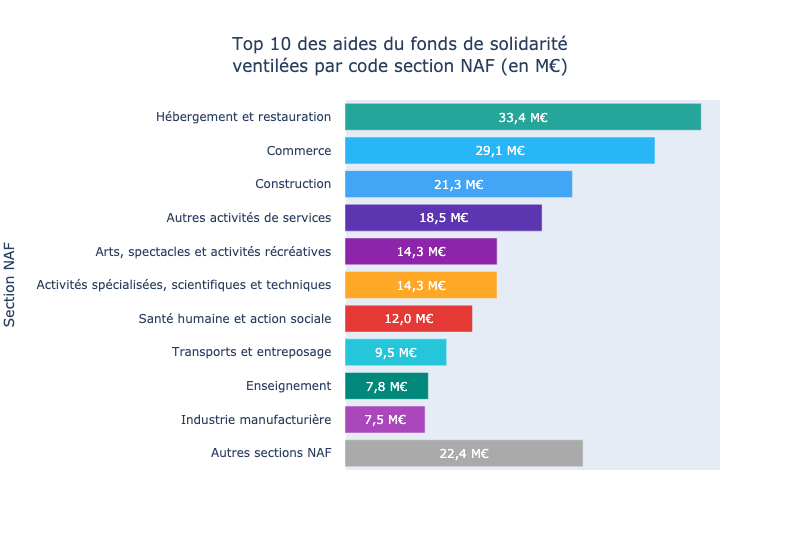 Top 10 des aides du fonds de solidarité
ventilées par code section NAF (en M€)
Section NAF
Hébergement et restauration 33,4 M€
Commerce 29,1 M€
Construction 21,3 M€
Autres activités de services 18,5 M€
Arts, spectacles et activités récréatives 14,3 M€
Activités spécialisées, scientifiques et techniques 14,3 M€
Santé humaine et action sociale 12,0 M€
Transports et entreposage 9,5 M€
Enseignement 7,8 M€
Industrie manufacturière 7,5 M€
Autres sections NAF 22,4 M€